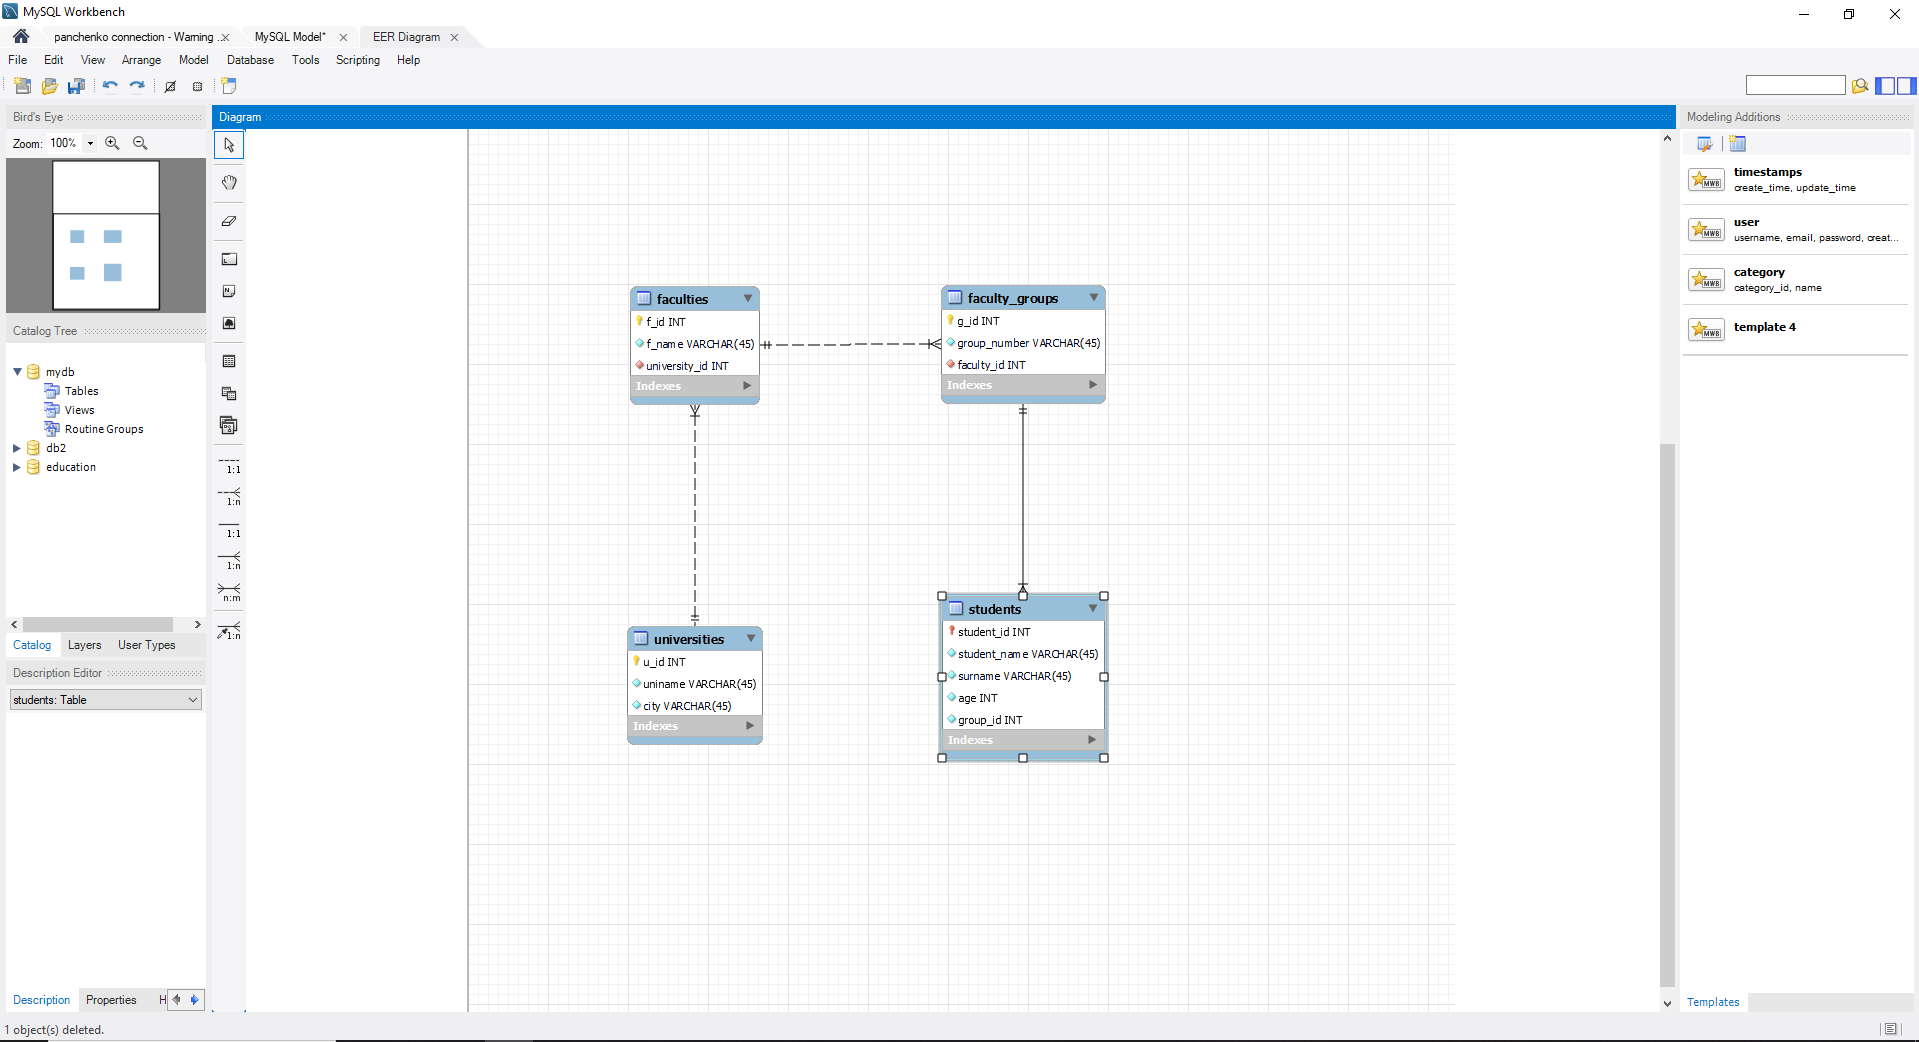 MySQL Workbench
panchenko connection - Warning ...
MySQL Model*
EER Diagram
File Edit View Arrange Model Database Tools Scripting Help
Bird's Eye
Zoom: 100%
Catalog Tree
mydb
Tables
Views
Routine Groups
db2
education
Catalog Layers User Types
Description Editor
students: Table
Description Properties H
1 object(s) deleted.
Diagram
1:1
1:n
1:1
1:n
n:m
1:n
faculties
f_id INT
f_name VARCHAR(45)
university_id INT
Indexes
faculty_groups
g_id INT
group_number VARCHAR(45)
faculty_id INT
Indexes
universities
u_id INT
uniname VARCHAR(45)
city VARCHAR(45)
Indexes
students
student_id INT
student_name VARCHAR(45)
surname VARCHAR(45)
age INT
group_id INT
Indexes
Modeling Additions
MWB
timestamps
create_time, update_time
MWB
user
username, email, password, creat...
MWB
category
category_id, name
MWB
template 4
Templates